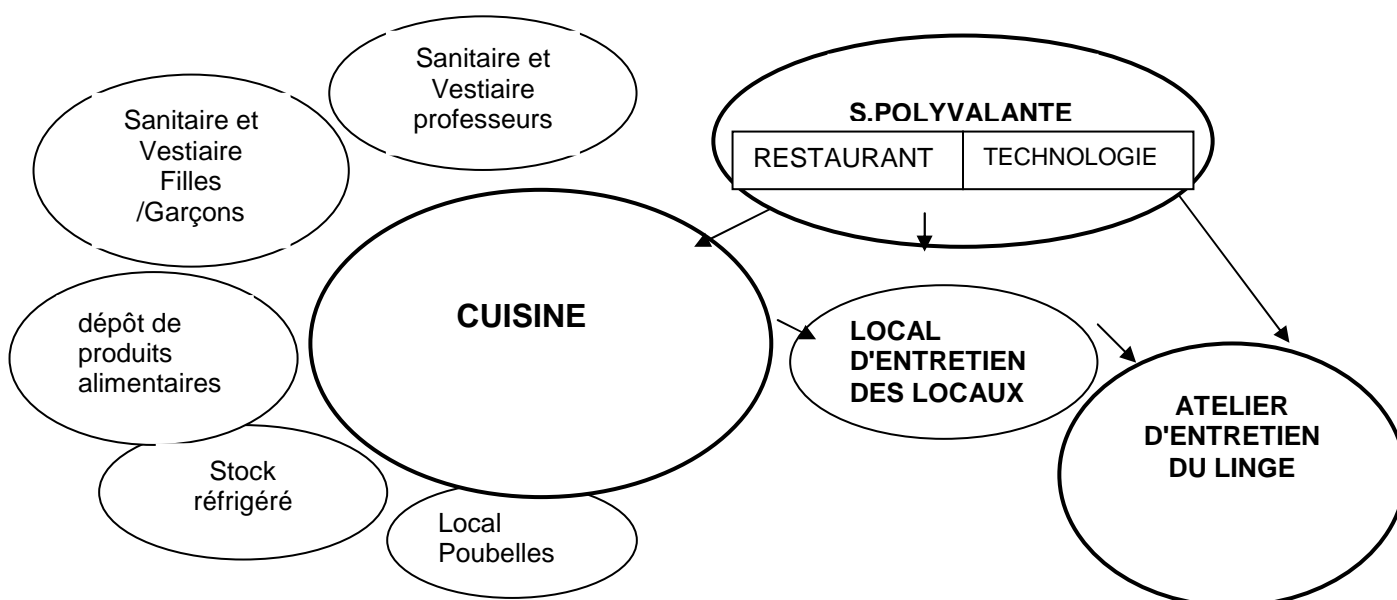 Sanitaire et
Vestiaire
professeurs
Sanitaire et
Vestiaire
Filles
/Garçons
S.POLYVALANTE
RESTAURANT
TECHNOLOGIE
CUISINE
dépôt de
produits
alimentaires
LOCAL
D'ENTRETIEN
DES LOCAUX
ATELIER
D'ENTRETIEN
DU LINGE
Stock
réfrigéré
Local
Poubelles